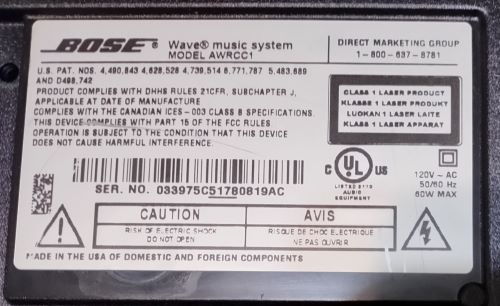 BOSE® Wave® music system
MODEL AWRCC1
DIRECT MARKETING GROUP
1-800-637-8781
U.S. PAT. NOS. 4,490,843 4,628,528 4,739,514 6,771,787 5,483,689
AND D498,742
PRODUCT COMPLIES WITH DHHS RULES 21CFR, SUBCHAPTER J,
APPLICABLE AT DATE OF MANUFACTURE
COMPLIES WITH THE CANADIAN ICES-003 CLASS B SPECIFICATIONS.
THIS DEVICE COMPLIES WITH PART 15 OF THE FCC RULES
OPERATION IS SUBJECT TO THE CONDITION THAT THIS DEVICE
DOES NOT CAUSE HARMFUL INTERFERENCE.
CLASS 1 LASER PRODUCT
KLASSE 1 LASER PRODUKT
LUOKAN 1 LASER LAITE
KLASS 1 LASER APPARAT
C UL US
LISTED 3110
AUDIO
EQUIPMENT
120V ~ AC
50/60 Hz
60W MAX
SER. NO. 033975C51780819AC
CAUTION
RISK OF ELECTRIC SHOCK
DO NOT OPEN
AVIS
RISQUE DE CHOC ELECTRIQUE
NE PAS OUVRIR
MADE IN THE USA OF DOMESTIC AND FOREIGN COMPONENTS